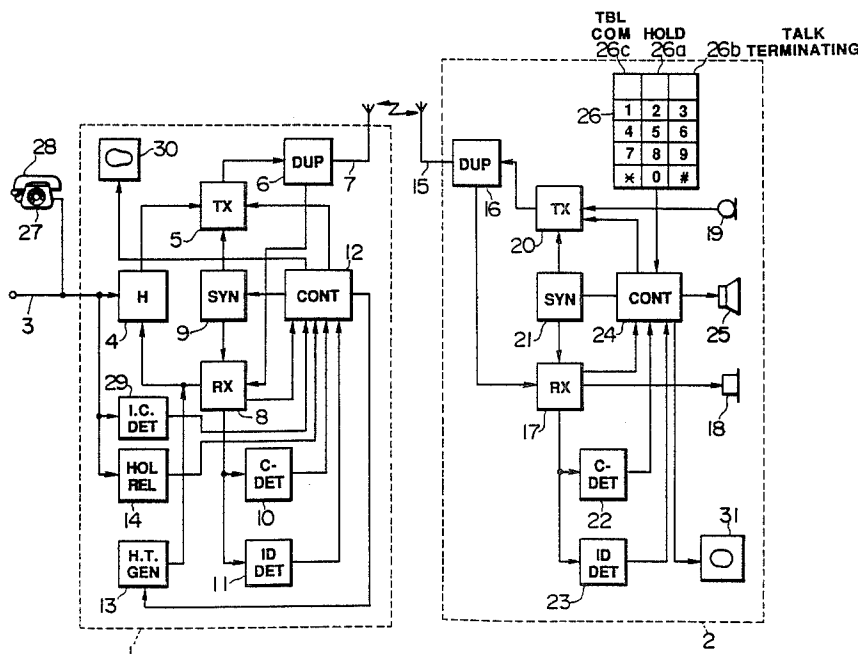 TBL
COM HOLD TALK
26c 26a 26b TERMINATING
28
27
30
DUP
6
7
TX
5
12
3
H
4
SYN
9
CONT
29
RX
8
I.C.
DET
HOL
REL
14
C-
DET
10
H.T.
GEN
13
ID
DET
11
1
26
1 2 3
4 5 6
7 8 9
* 0 #
15
DUP
16
TX
20
19
SYN
21
CONT
24
25
RX
17
18
C-
DET
22
31
ID
DET
23
2